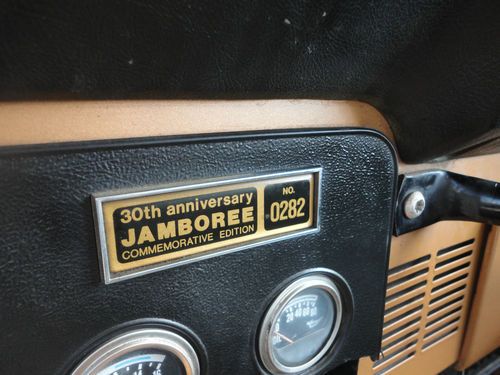 30th anniversary
JAMBOREE
COMMEMORATIVE EDITION
NO.
0282